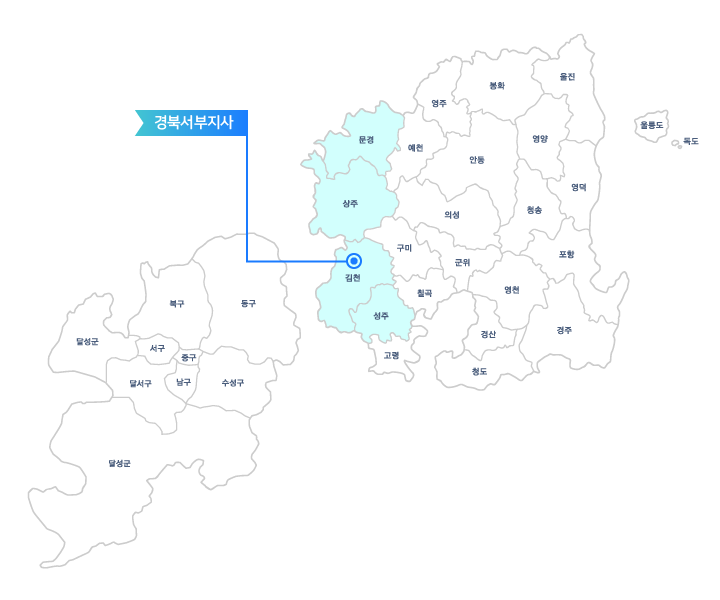 울진
봉화
영주
경북서부지사
울릉도
문경
영양
독도
예천
안동
영덕
상주
청송
의성
구미
포항
군위
김천
영천
칠곡
북구
동구
성주
경주
경산
달성군
서구
고령
중구
청도
달서구
남구
수성구
달성군